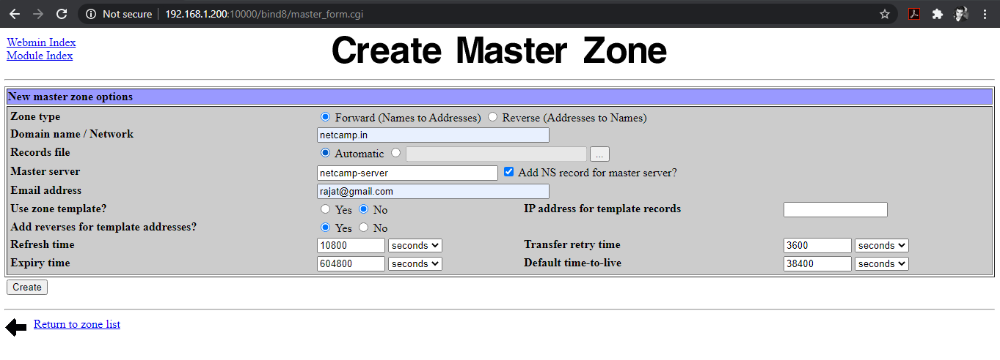 Not secure 192.168.1.200:10000/bind8/master_form.cgi
Webmin Index
Module Index
Create Master Zone
New master zone options
Zone type Forward (Names to Addresses) Reverse (Addresses to Names)
Domain name / Network netcamp.in
Records file Automatic ...
Master server netcamp-server Add NS record for master server?
Email address rajat@gmail.com
Use zone template? Yes No IP address for template records
Add reverses for template addresses? Yes No
Refresh time 10800 seconds Transfer retry time 3600 seconds
Expiry time 604800 seconds Default time-to-live 38400 seconds
Create
Return to zone list